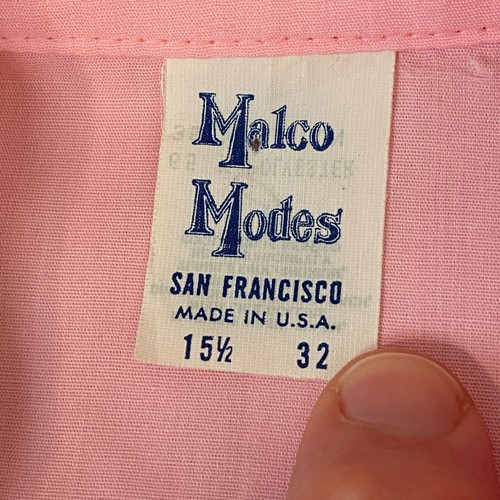 Malco
Modes
SAN FRANCISCO
MADE IN U.S.A.
15½ 32